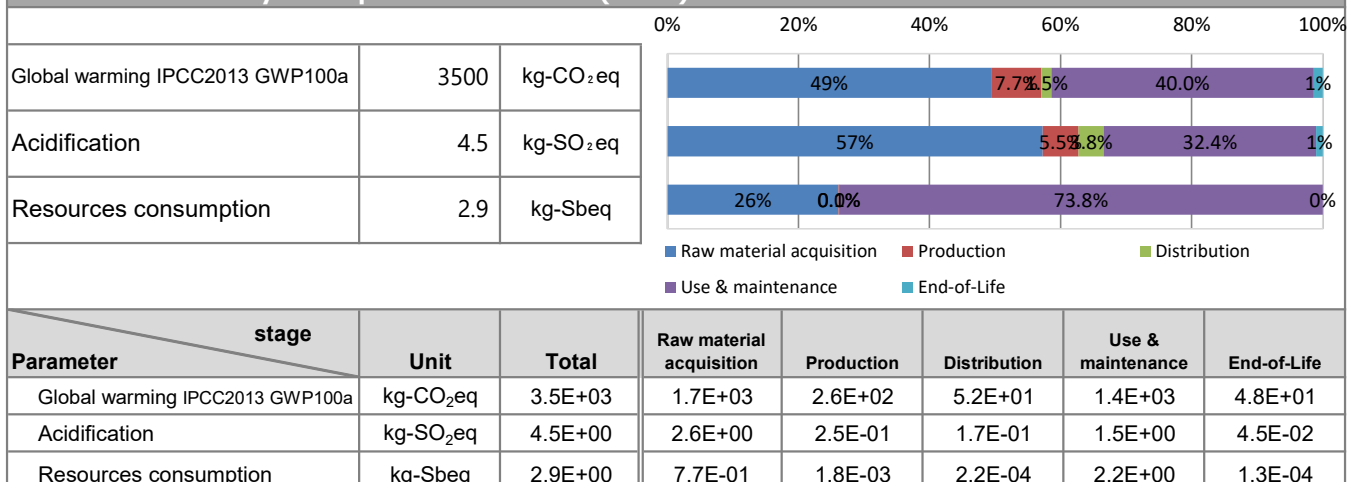 0% 20% 40% 60% 80% 100%
Global warming IPCC2013 GWP100a 3500 kg-CO₂eq
49% 7.7% 1.5% 40.0% 1%
Acidification 4.5 kg-SO₂eq
57% 5.5% 3.8% 32.4% 1%
Resources consumption 2.9 kg-Sbeq
26% 0.1% 73.8% 0%
Raw material acquisition Production Distribution
Use & maintenance End-of-Life
stage
Parameter Unit Total Raw material acquisition Production Distribution Use & maintenance End-of-Life
Global warming IPCC2013 GWP100a kg-CO₂eq 3.5E+03 1.7E+03 2.6E+02 5.2E+01 1.4E+03 4.8E+01
Acidification kg-SO₂eq 4.5E+00 2.6E+00 2.5E-01 1.7E-01 1.5E+00 4.5E-02
Resources consumption kg-Sbeq 2.9E+00 7.7E-01 1.8E-03 2.2E-04 2.2E+00 1.3E-04